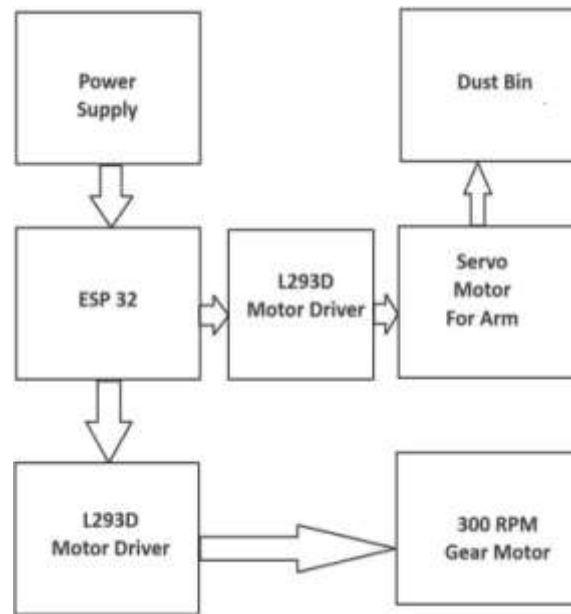 Power
Supply
Dust Bin
ESP 32
L293D
Motor Driver
Servo
Motor
For Arm
L293D
Motor Driver
300 RPM
Gear Motor